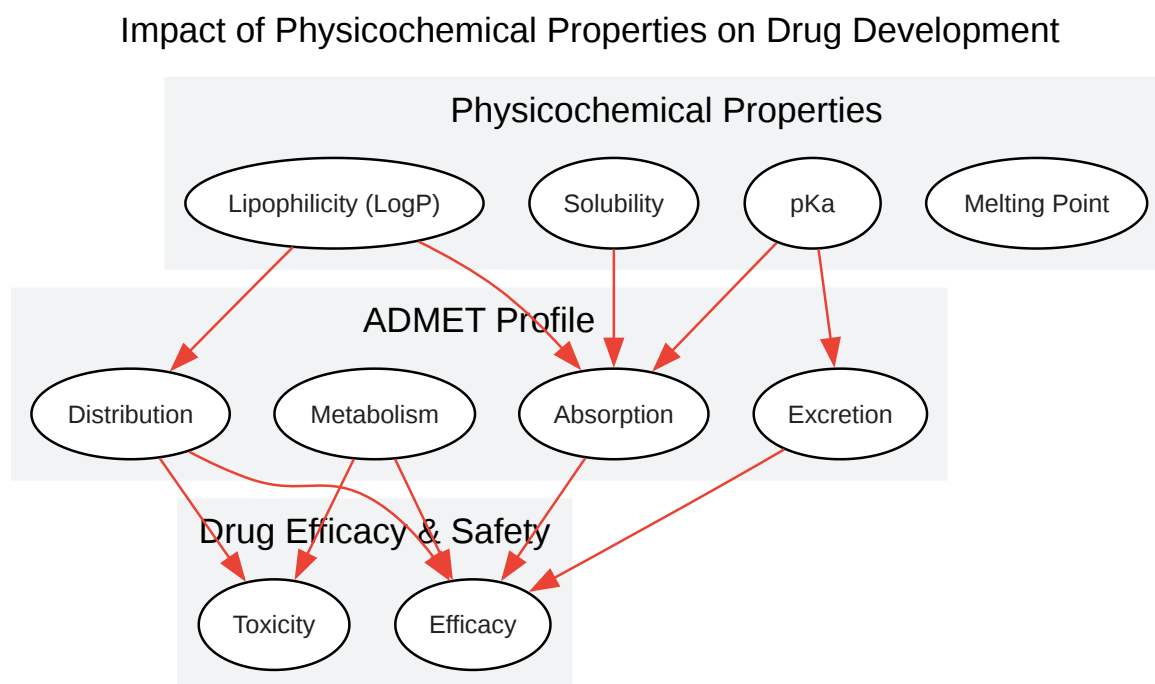 Impact of Physicochemical Properties on Drug Development
Physicochemical Properties
Lipophilicity (LogP)
Solubility
pKa
Melting Point
ADMET Profile
Distribution
Metabolism
Absorption
Excretion
Drug Efficacy & Safety
Toxicity
Efficacy